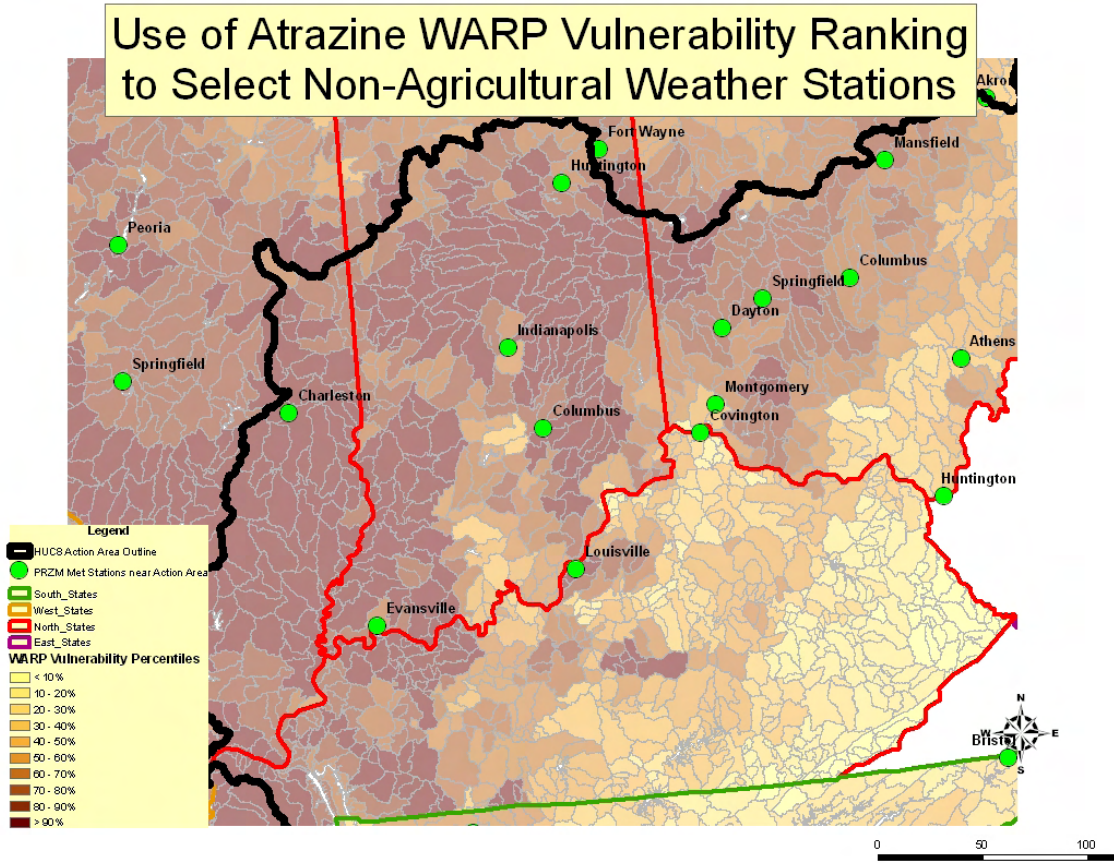 Use of Atrazine WARP Vulnerability Ranking
to Select Non-Agricultural Weather Stations
Akro
Fort Wayne
Mansfield
Huntington
Peoria
Columbus
Springfield
Dayton
Indianapolis
Athens
Springfield
Charleston
Montgomery
Columbus
Covington
Huntington
Louisville
Evansville
Bristol
N
W
E
S
Legend
HUC8 Action Area Outline
PRZM Met Stations near Action Area
South_States
West_States
North_States
East_States
WARP Vulnerability Percentiles
< 10%
10 - 20%
20 - 30%
30 - 40%
40 - 50%
50 - 60%
60 - 70%
70 - 80%
80 - 90%
> 90%
0 50 100